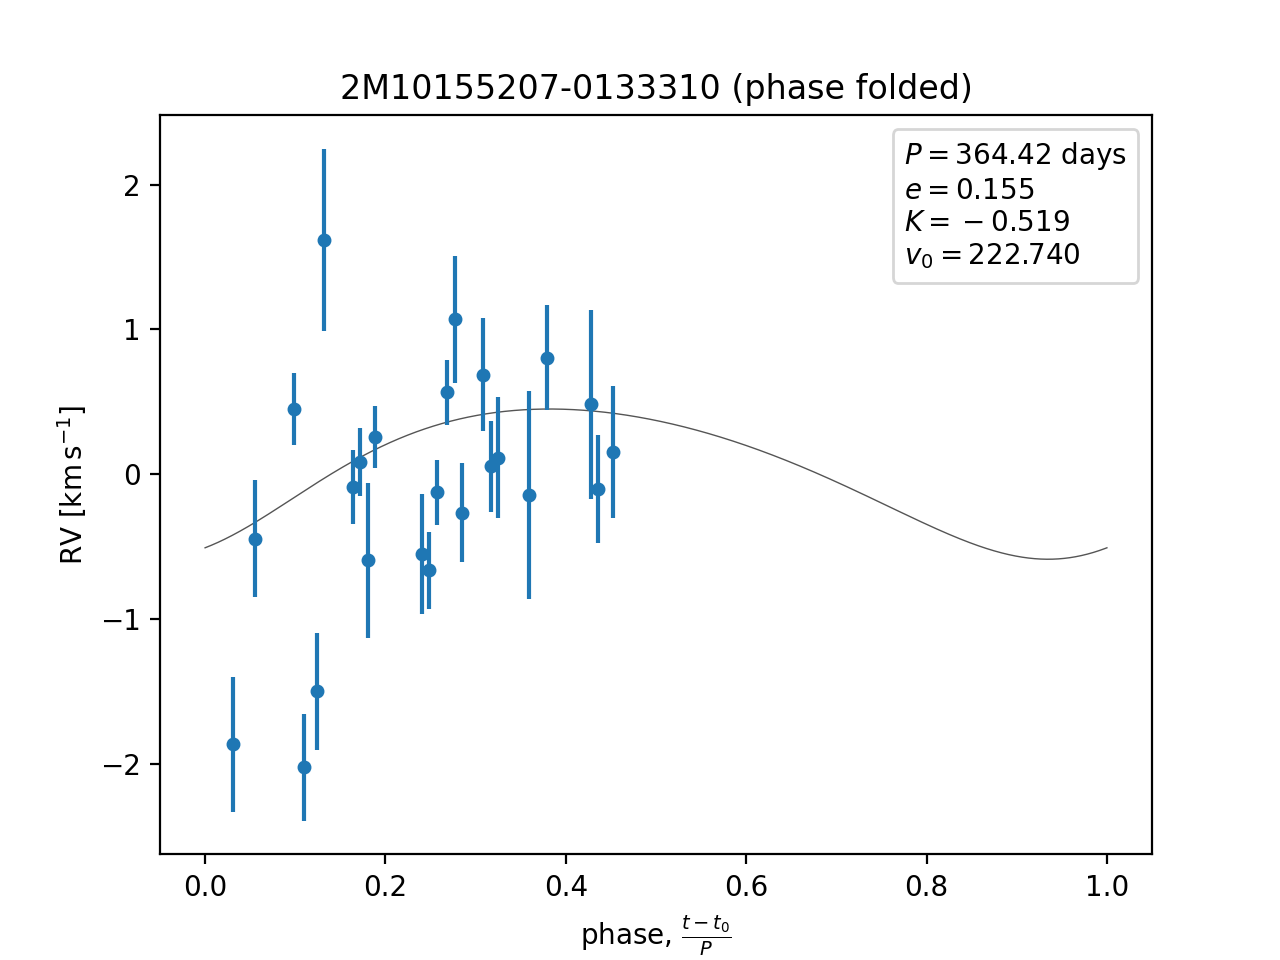 2M10155207-0133310 (phase folded)
P = 364.42 days
e = 0.155
K = −0.519
v₀ = 222.740
RV [km s⁻¹]
2
1
0
−1
−2
0.0 0.2 0.4 0.6 0.8 1.0
phase, (t − t₀)/P